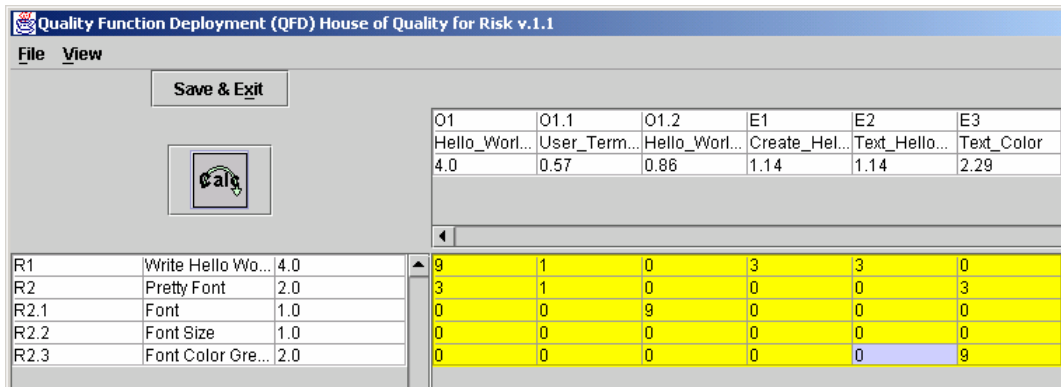 Quality Function Deployment (QFD) House of Quality for Risk v.1.1
File View
Save & Exit
Calc
O1 O1.1 O1.2 E1 E2 E3
Hello_Worl... User_Term... Hello_Worl... Create_Hel... Text_Hello... Text_Color
4.0 0.57 0.86 1.14 1.14 2.29
R1 Write Hello Wo... 4.0 9 1 0 3 3 0
R2 Pretty Font 2.0 3 1 0 0 0 3
R2.1 Font 1.0 0 0 9 0 0 0
R2.2 Font Size 1.0 0 0 0 0 0 0
R2.3 Font Color Gre... 2.0 0 0 0 0 0 9